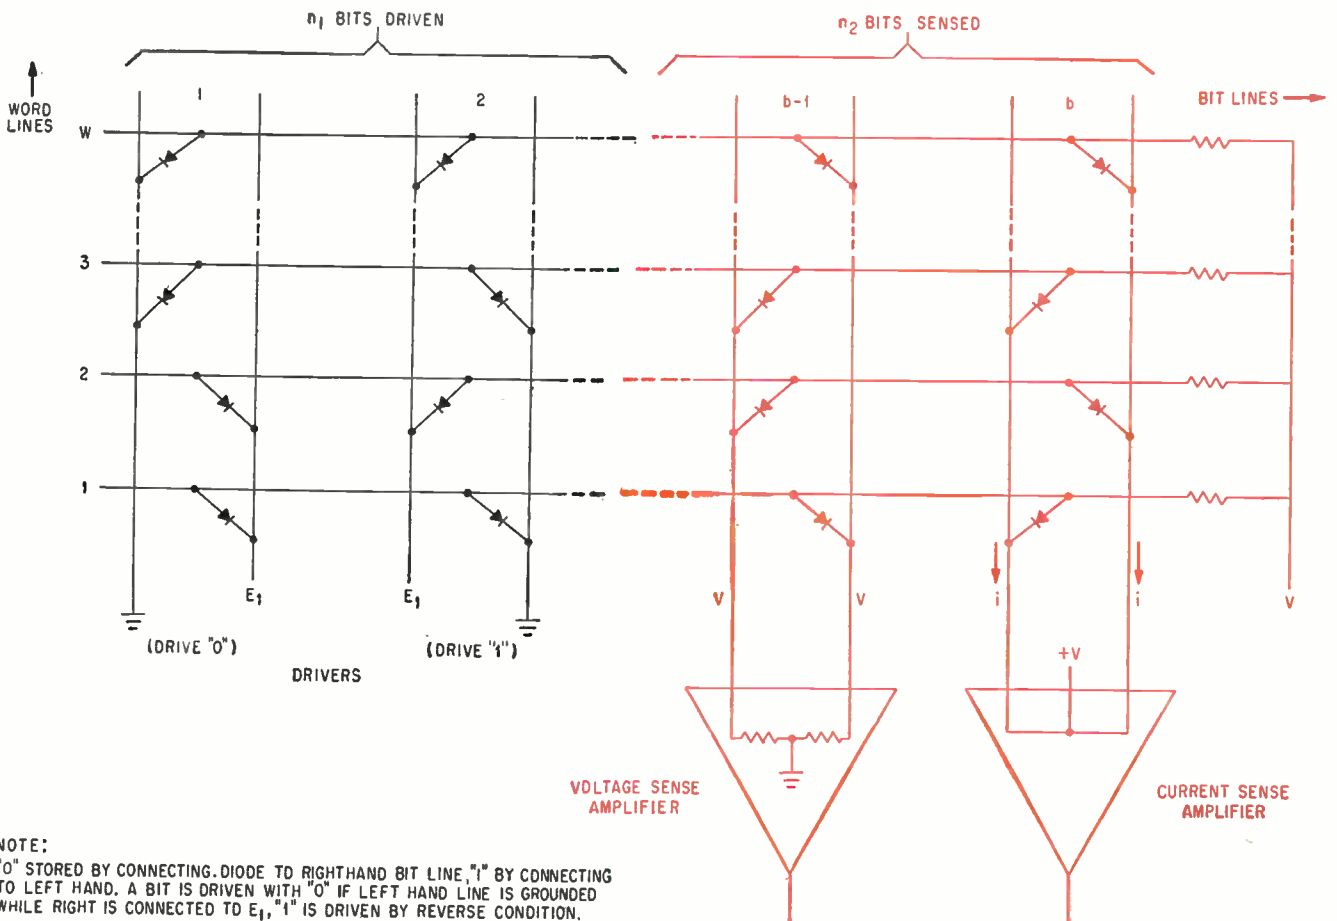 n1 BITS DRIVEN
n2 BITS SENSED
WORD LINES
1
2
b-1
b
BIT LINES
W
3
2
1
E1
E1
V
V
i
i
V
(DRIVE "0")
(DRIVE "1")
+V
DRIVERS
VOLTAGE SENSE
AMPLIFIER
CURRENT SENSE
AMPLIFIER
NOTE:
"0" STORED BY CONNECTING.DIODE TO RIGHTHAND BIT LINE,"1" BY CONNECTING
TO LEFT HAND. A BIT IS DRIVEN WITH "0" IF LEFT HAND LINE IS GROUNDED
WHILE RIGHT IS CONNECTED TO E1,"1" IS DRIVEN BY REVERSE CONDITION.